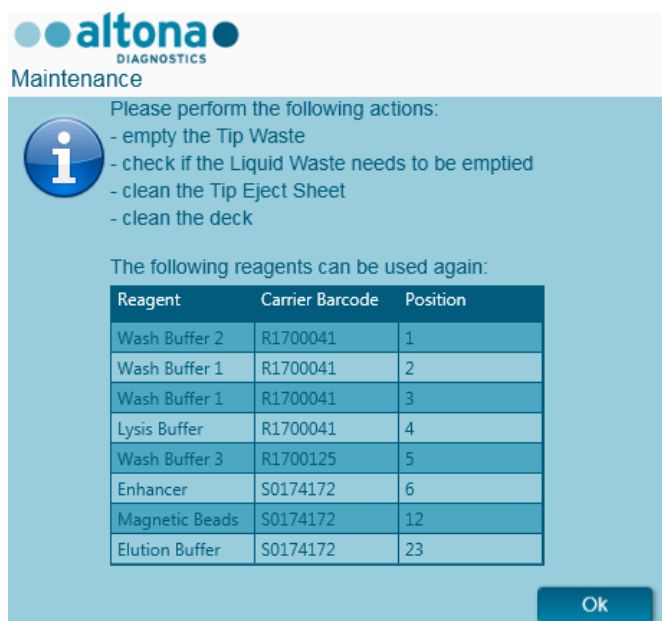 altona
DIAGNOSTICS
Maintenance
Please perform the following actions:
- empty the Tip Waste
- check if the Liquid Waste needs to be emptied
- clean the Tip Eject Sheet
- clean the deck
The following reagents can be used again:
Reagent Carrier Barcode Position
Wash Buffer 2 R1700041 1
Wash Buffer 1 R1700041 2
Wash Buffer 1 R1700041 3
Lysis Buffer R1700041 4
Wash Buffer 3 R1700125 5
Enhancer S0174172 6
Magnetic Beads S0174172 12
Elution Buffer S0174172 23
Ok